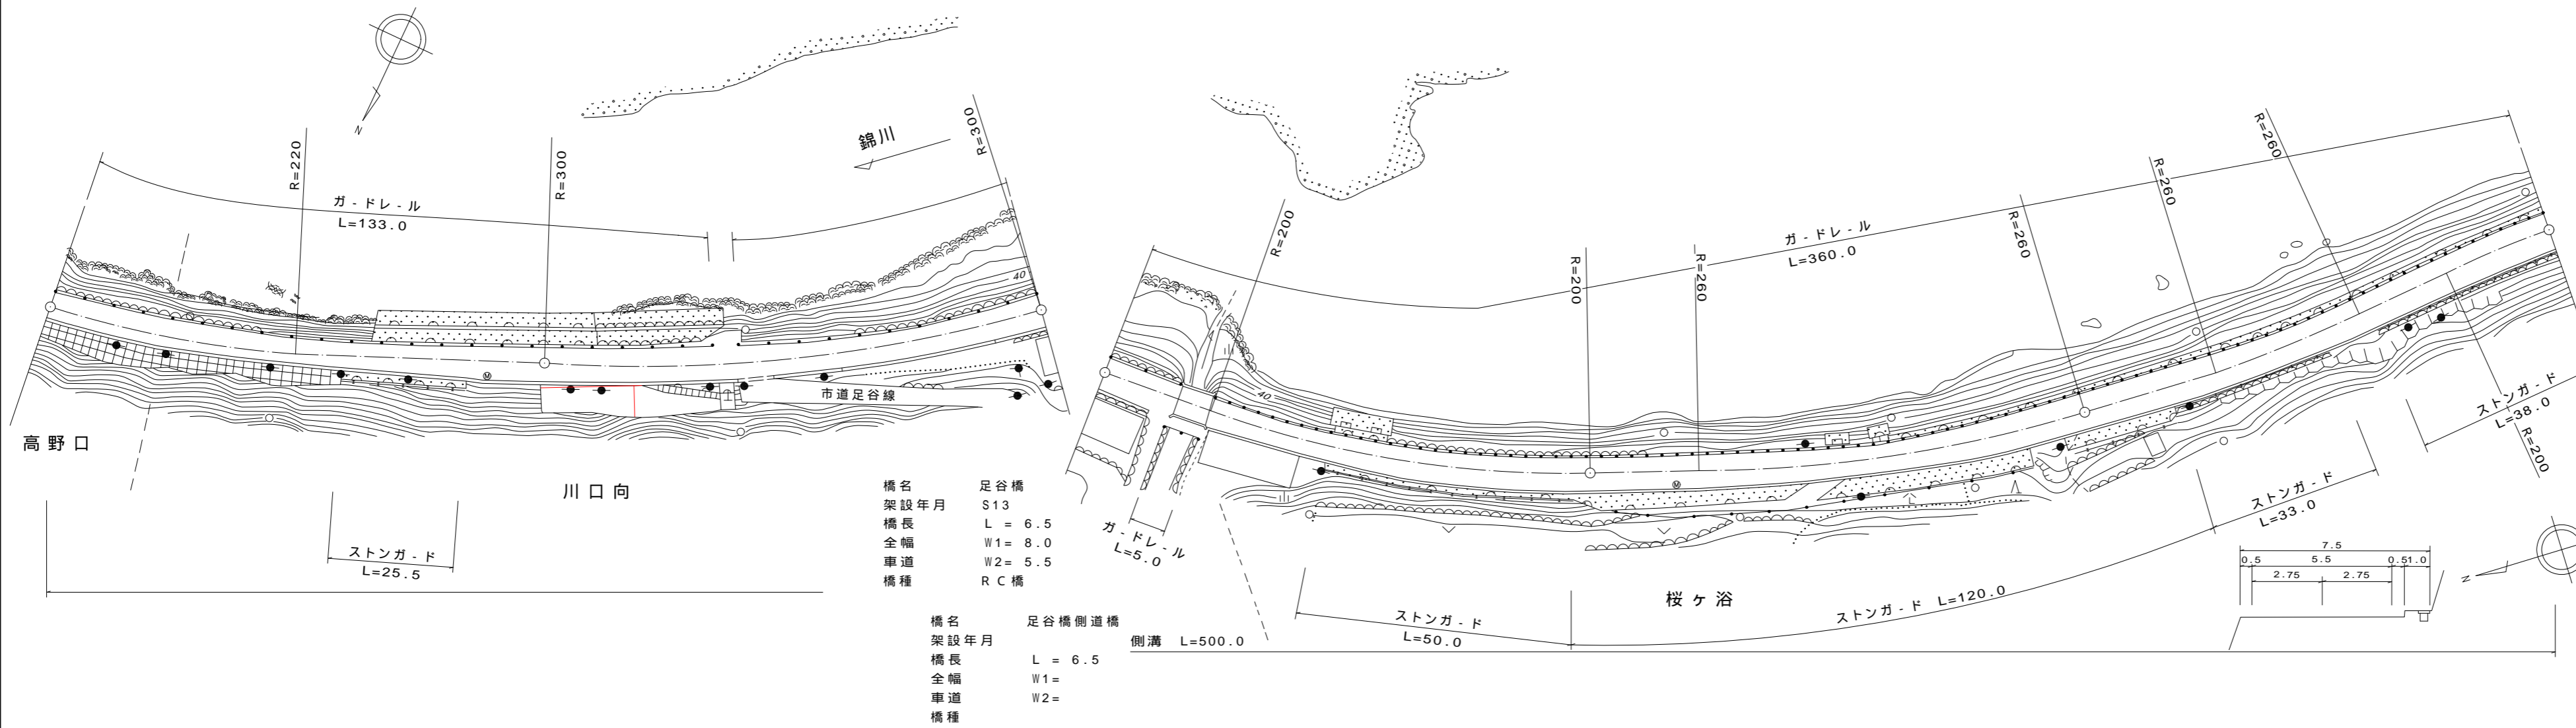 N
R=220
R=300
錦川
R=300
ガ-ドレ-ル
L=133.0
40
市道足谷線
高野口
川口向
ストンガ-ド
L=25.5
橋名 足谷橋
架設年月 S13
橋長 L = 6.5
全幅 W1= 8.0
車道 W2= 5.5
橋種 RC橋
橋名 足谷橋側道橋
架設年月
橋長 L = 6.5
全幅 W1=
車道 W2=
橋種
側溝 L=500.0
R=200
ガ-ドレ-ル
L=360.0
R=200
R=260
R=260
R=260
R=260
40
M
M
ガ-ドレ-ル
L=5.0
ストンガ-ド
L=50.0
桜ヶ浴
ストンガ-ド L=120.0
ストンガ-ド
L=33.0
ストンガ-ド
L=38.0
R=200
7.5
0.5 5.5 0.51.0
2.75 2.75
N